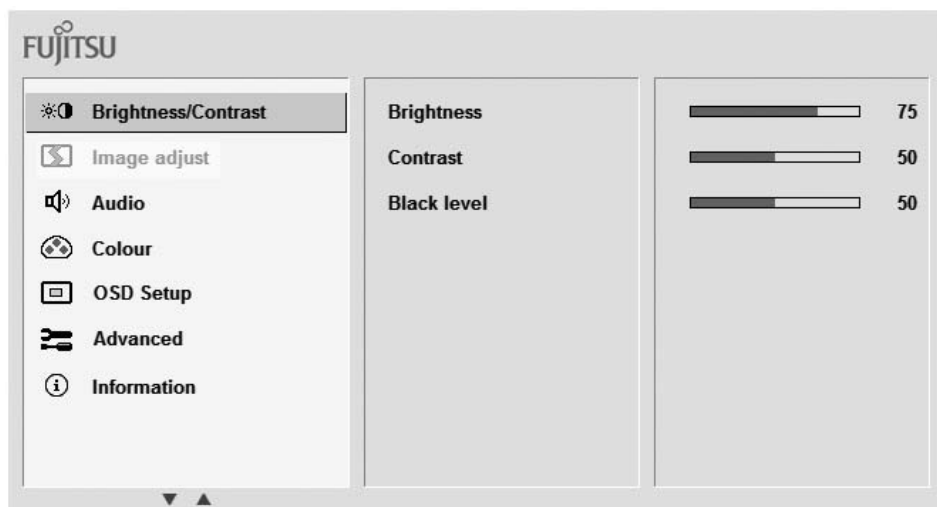 FUJITSU
Brightness/Contrast
Image adjust
Audio
Colour
OSD Setup
Advanced
Information
Brightness
Contrast
Black level
75
50
50